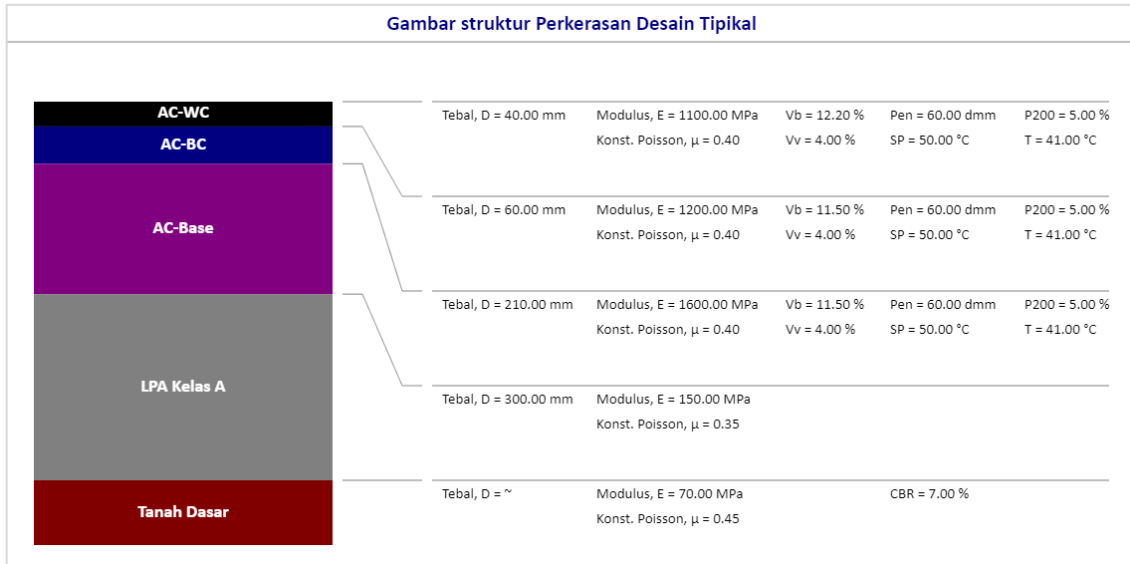 Gambar struktur Perkerasan Desain Tipikal
AC-WC
AC-BC
AC-Base
LPA Kelas A
Tanah Dasar
Tebal, D = 40.00 mm Modulus, E = 1100.00 MPa Vb = 12.20 % Pen = 60.00 dmm P200 = 5.00 %
Konst. Poisson, μ = 0.40 Vv = 4.00 % SP = 50.00 °C T = 41.00 °C
Tebal, D = 60.00 mm Modulus, E = 1200.00 MPa Vb = 11.50 % Pen = 60.00 dmm P200 = 5.00 %
Konst. Poisson, μ = 0.40 Vv = 4.00 % SP = 50.00 °C T = 41.00 °C
Tebal, D = 210.00 mm Modulus, E = 1600.00 MPa Vb = 11.50 % Pen = 60.00 dmm P200 = 5.00 %
Konst. Poisson, μ = 0.40 Vv = 4.00 % SP = 50.00 °C T = 41.00 °C
Tebal, D = 300.00 mm Modulus, E = 150.00 MPa
Konst. Poisson, μ = 0.35
Tebal, D = ~ Modulus, E = 70.00 MPa CBR = 7.00 %
Konst. Poisson, μ = 0.45